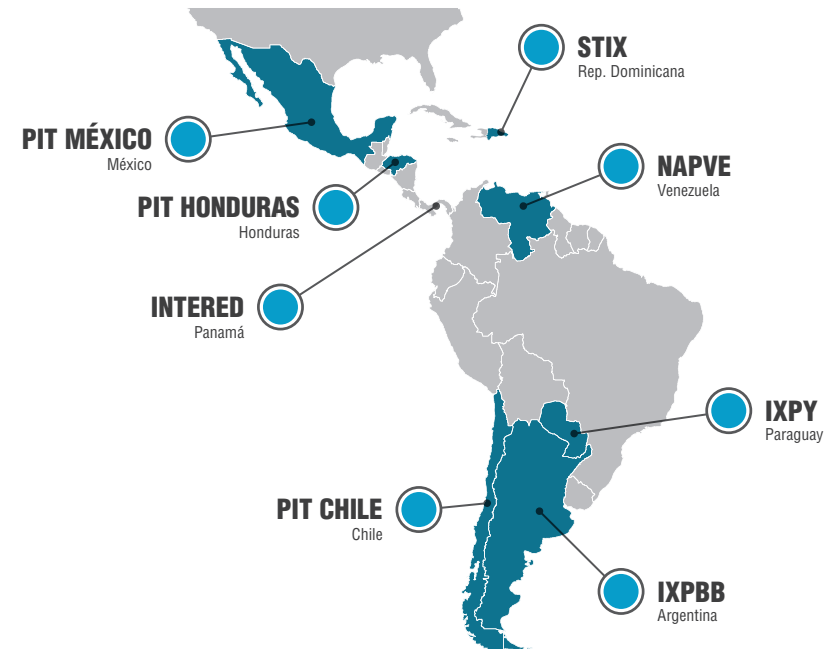 STIX
Rep. Dominicana
PIT MÉXICO
México
NAPVE
Venezuela
PIT HONDURAS
Honduras
INTERED
Panamá
IXPY
Paraguay
PIT CHILE
Chile
IXPBB
Argentina